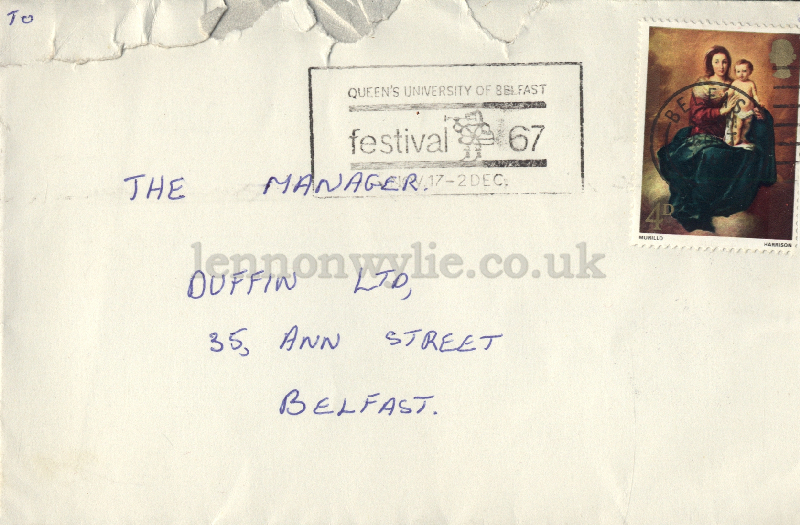 TO
QUEEN'S UNIVERSITY OF BELFAST
festival 67
17-2 DEC.
BELFAST
THE MANAGER.
4D
MURILLO HARRISON
lennonwylie.co.uk
DUFFIN LTD,
35, ANN STREET
BELFAST.